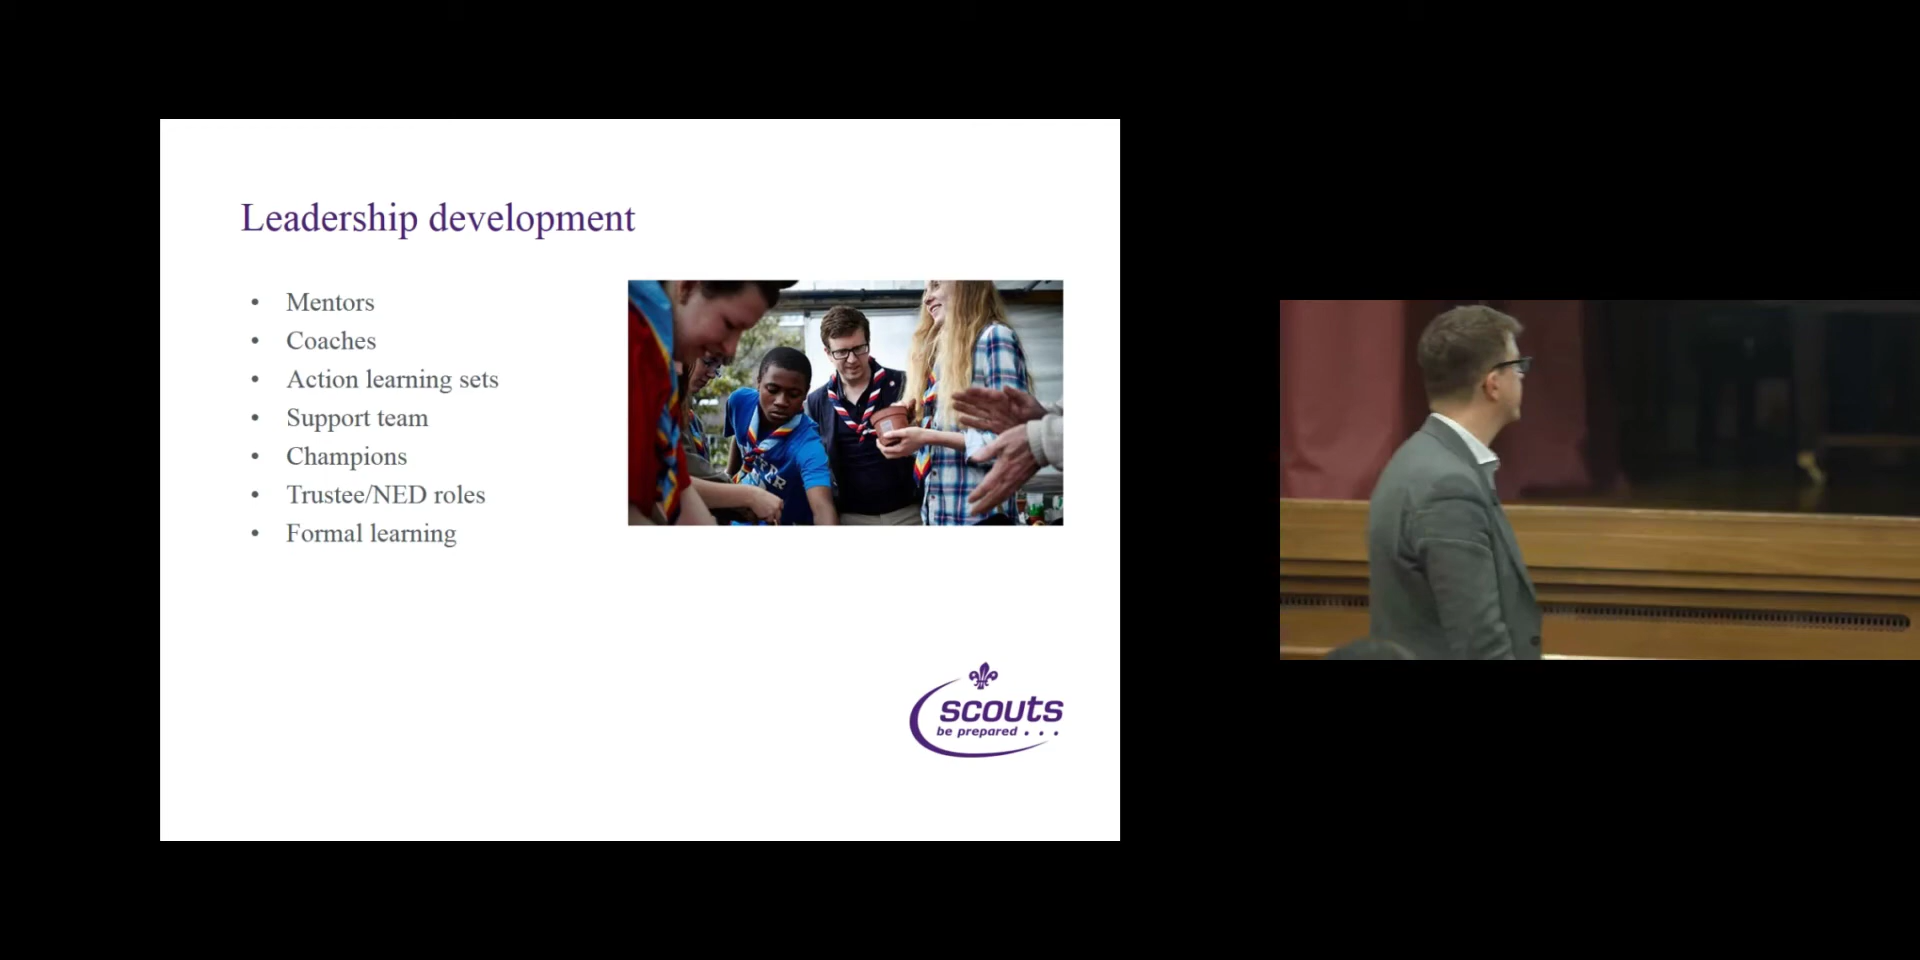 Leadership development
• Mentors
• Coaches
• Action learning sets
• Support team
• Champions
• Trustee/NED roles
• Formal learning
scouts
be prepared . . .